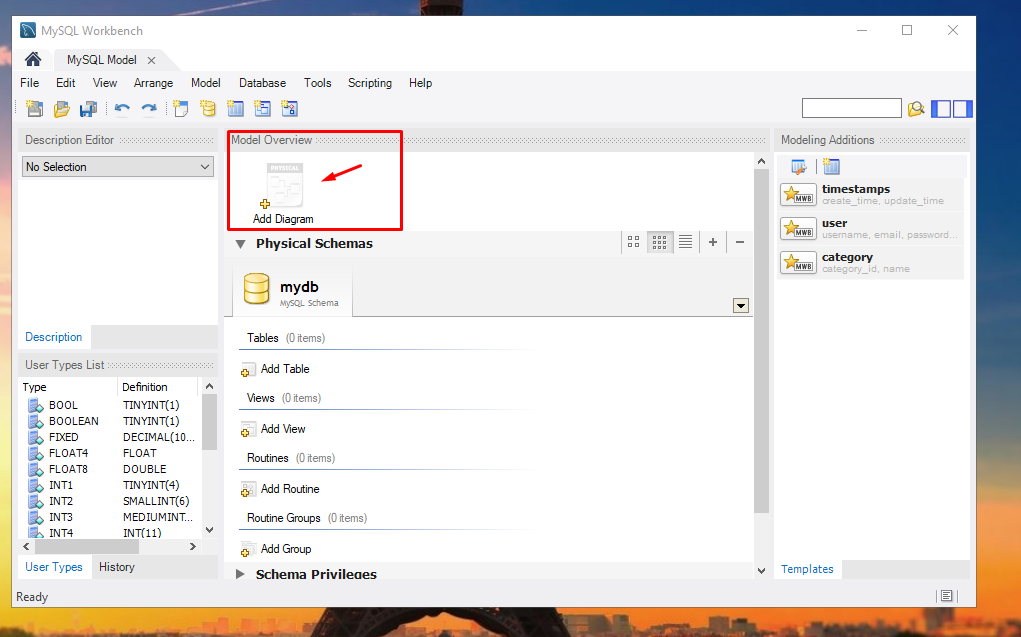 MySQL Workbench
MySQL Model
File Edit View Arrange Model Database Tools Scripting Help
Description Editor
No Selection
Description
User Types List
Type Definition
BOOL TINYINT(1)
BOOLEAN TINYINT(1)
FIXED DECIMAL(10...
FLOAT4 FLOAT
FLOAT8 DOUBLE
INT1 TINYINT(4)
INT2 SMALLINT(6)
INT3 MEDIUMINT...
INT4 INT(11)
User Types History
Model Overview
PHYSICAL
Add Diagram
Physical Schemas
mydb
MySQL Schema
Tables (0 items)
Add Table
Views (0 items)
Add View
Routines (0 items)
Add Routine
Routine Groups (0 items)
Add Group
Schema Privileges
Modeling Additions
MWB
timestamps
create_time, update_time
MWB
user
username, email, password...
MWB
category
category_id, name
Templates
Ready